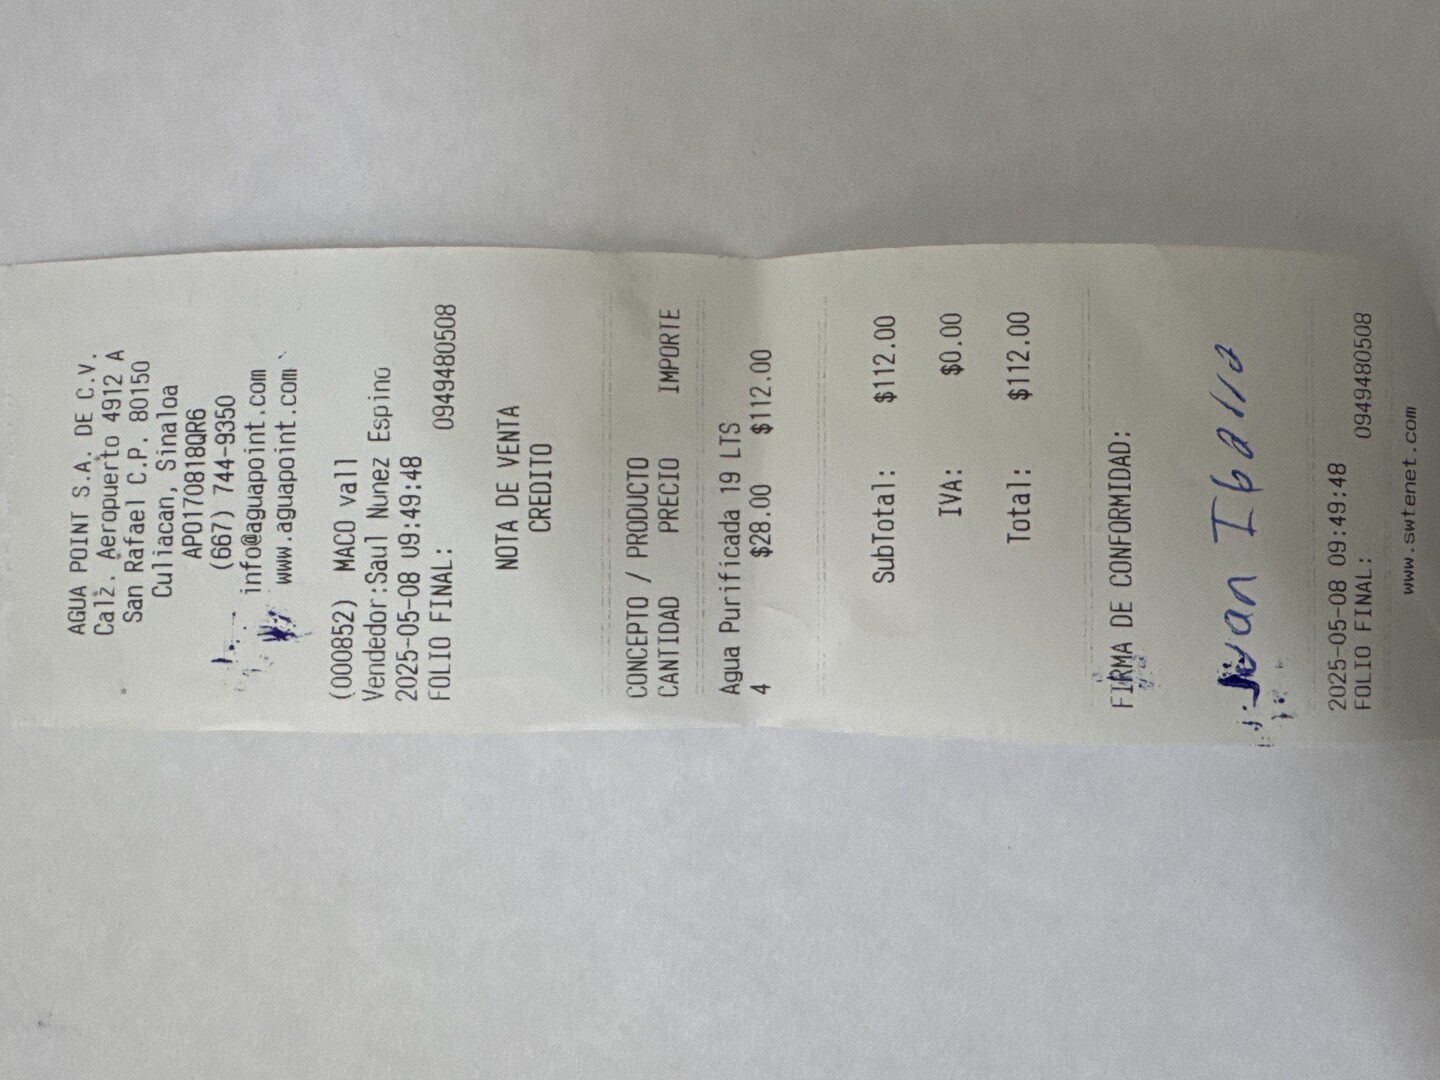 AGUA POINT S.A. DE C.V.
Calz. Aeropuerto 4912 A
San Rafael C.P. 80150
Culiacan, Sinaloa
APO170818QR6
(667) 744-9350
info@aguapoint.com
www.aguapoint.com
(000852) MACO vall
Vendedor:Saul Nunez Espino
2025-05-08 09:49:48
FOLIO FINAL: 0949480508
NOTA DE VENTA
CREDITO
CONCEPTO / PRODUCTO
CANTIDAD PRECIO IMPORTE
Agua Purificada 19 LTS
4 $28.00 $112.00
SubTotal: $112.00
IVA: $0.00
Total: $112.00
FIRMA DE CONFORMIDAD:
Ibarra
2025-05-08 09:49:48
FOLIO FINAL: 0949480508
www.swtenet.com